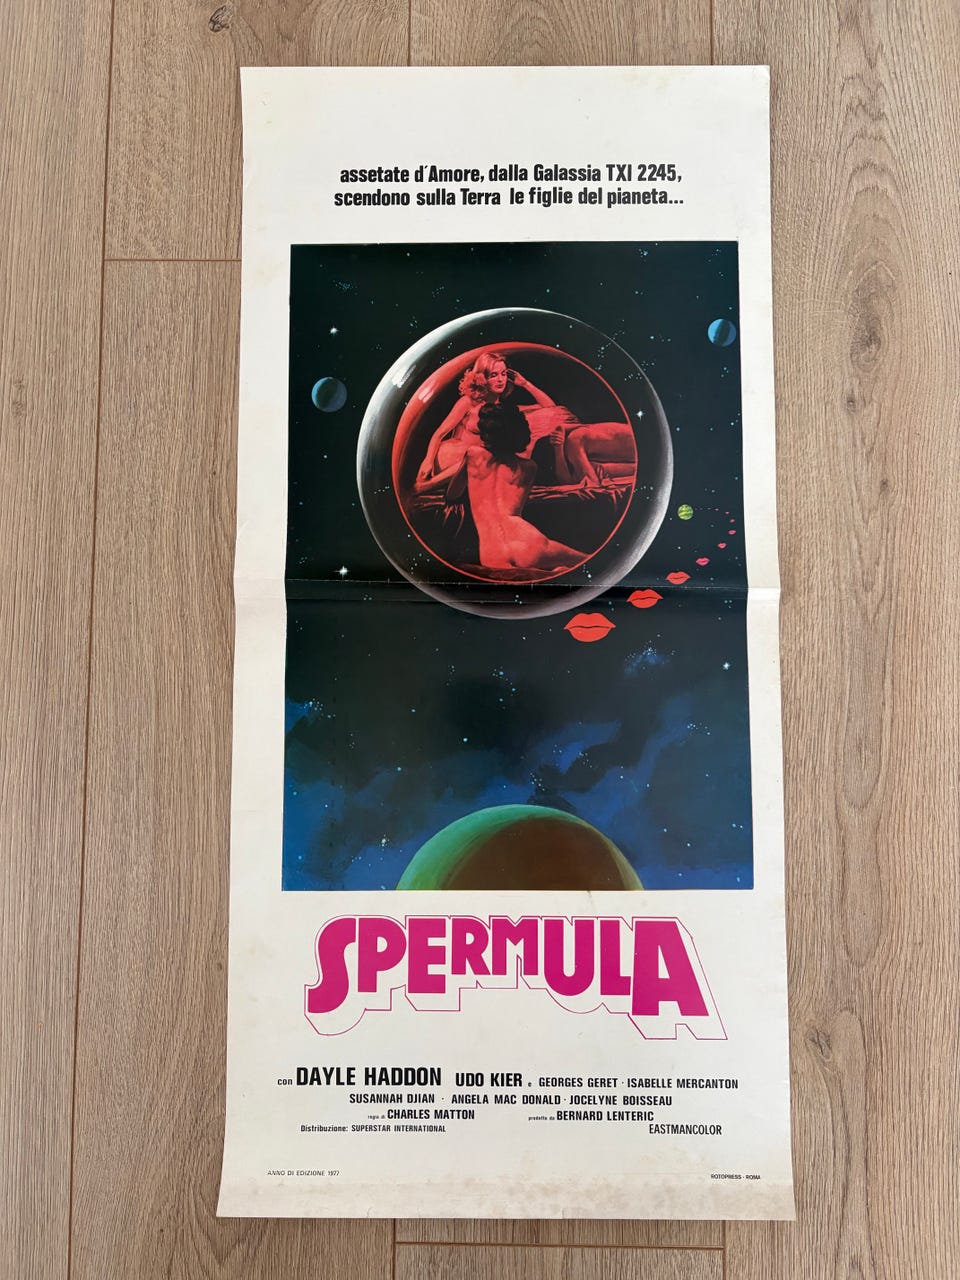 assetate d'Amore, dalla Galassia TXI 2245,
scendono sulla Terra le figlie del pianeta...
SPERMULA
con DAYLE HADDON UDO KIER e GEORGES GERET · ISABELLE MERCANTON
SUSANNAH DJIAN · ANGELA MAC DONALD · JOCELYNE BOISSEAU
regia di CHARLES MATTON prodotto da BERNARD LENTERIC
Distribuzione: SUPERSTAR INTERNATIONAL EASTMANCOLOR
ANNO DI EDIZIONE 1977 ROTOPRESS - ROMA